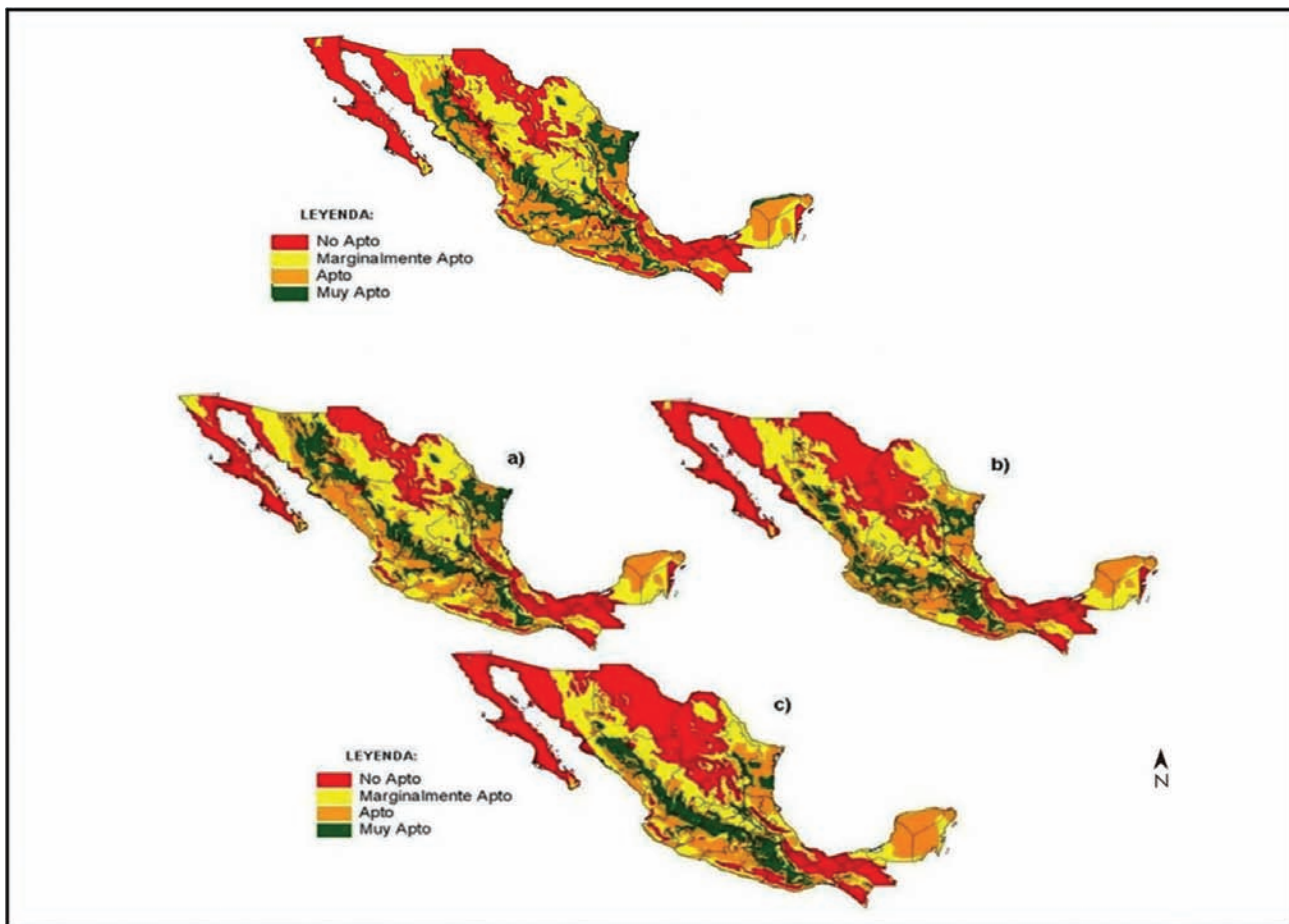 LEYENDA:
No Apto
Marginalmente Apto
Apto
Muy Apto
a)
b)
c)
LEYENDA:
No Apto
Marginalmente Apto
Apto
Muy Apto
N